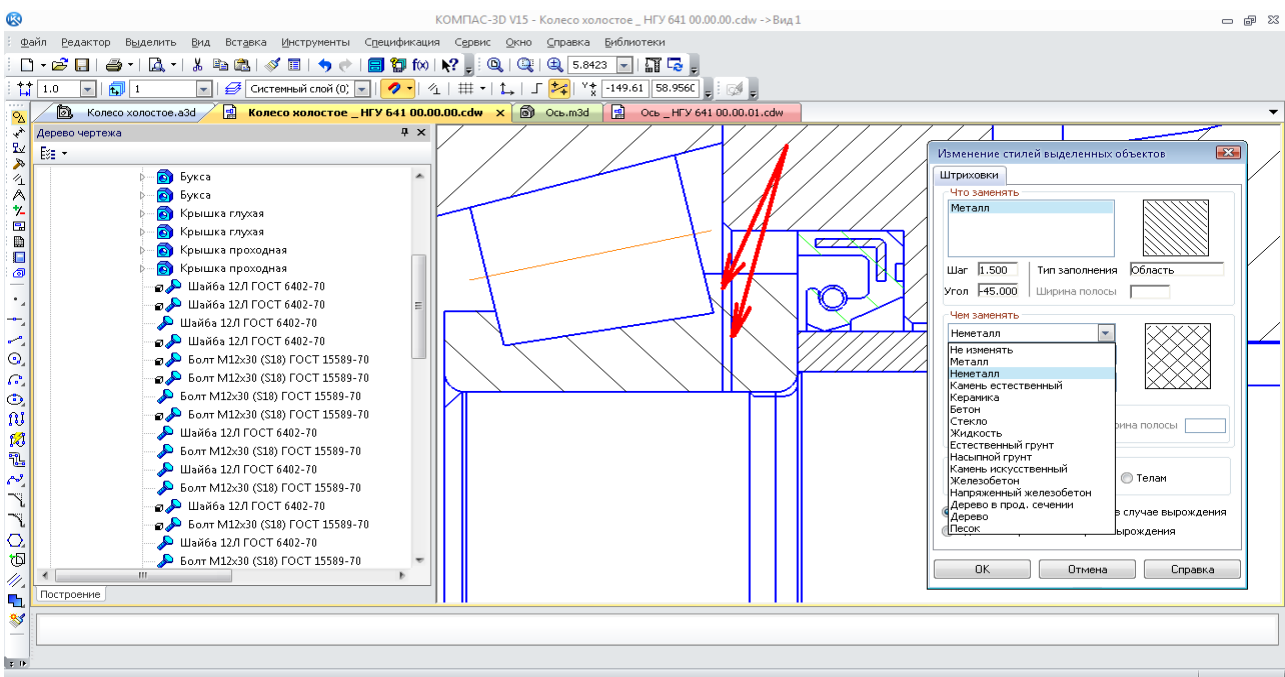 КОМПАС-3D V15 - Колесо холостое _ НГУ 641 00.00.00.cdw ->Вид 1
Файл Редактор Выделить Вид Вставка Инструменты Спецификация Сервис Окно Справка Библиотеки
5.8423
1.0 1 Системный слой (0; -149.61 58.956
Колесо холостое.a3d Колесо холостое _ НГУ 641 00.00.00.cdw Ось.m3d Ось _ НГУ 641 00.00.01.cdw
Дерево чертежа
Букса
Букса
Крышка глухая
Крышка глухая
Крышка проходная
Крышка проходная
Шайба 12Л ГОСТ 6402-70
Шайба 12Л ГОСТ 6402-70
Шайба 12Л ГОСТ 6402-70
Шайба 12Л ГОСТ 6402-70
Болт М12х30 (S18) ГОСТ 15589-70
Болт М12х30 (S18) ГОСТ 15589-70
Болт М12х30 (S18) ГОСТ 15589-70
Болт М12х30 (S18) ГОСТ 15589-70
Шайба 12Л ГОСТ 6402-70
Болт М12х30 (S18) ГОСТ 15589-70
Шайба 12Л ГОСТ 6402-70
Болт М12х30 (S18) ГОСТ 15589-70
Шайба 12Л ГОСТ 6402-70
Болт М12х30 (S18) ГОСТ 15589-70
Шайба 12Л ГОСТ 6402-70
Болт М12х30 (S18) ГОСТ 15589-70
Построение
Изменение стилей выделенных объектов
Штриховки
Что заменять
Металл
Шаг 1.500 Тип заполнения Область
Угол -45.000 Ширина полосы
Чем заменять
Неметалл
Не изменять
Металл
Неметалл
Камень естественный
Керамика
Бетон
Стекло
Жидкость
Естественный грунт
Насыпной грунт
Камень искусственный
Железобетон
Напряженный железобетон
Дерево в прод. сечении
Дерево
Песок
полосы
Телам
в случае вырождения
OK Отмена Справка